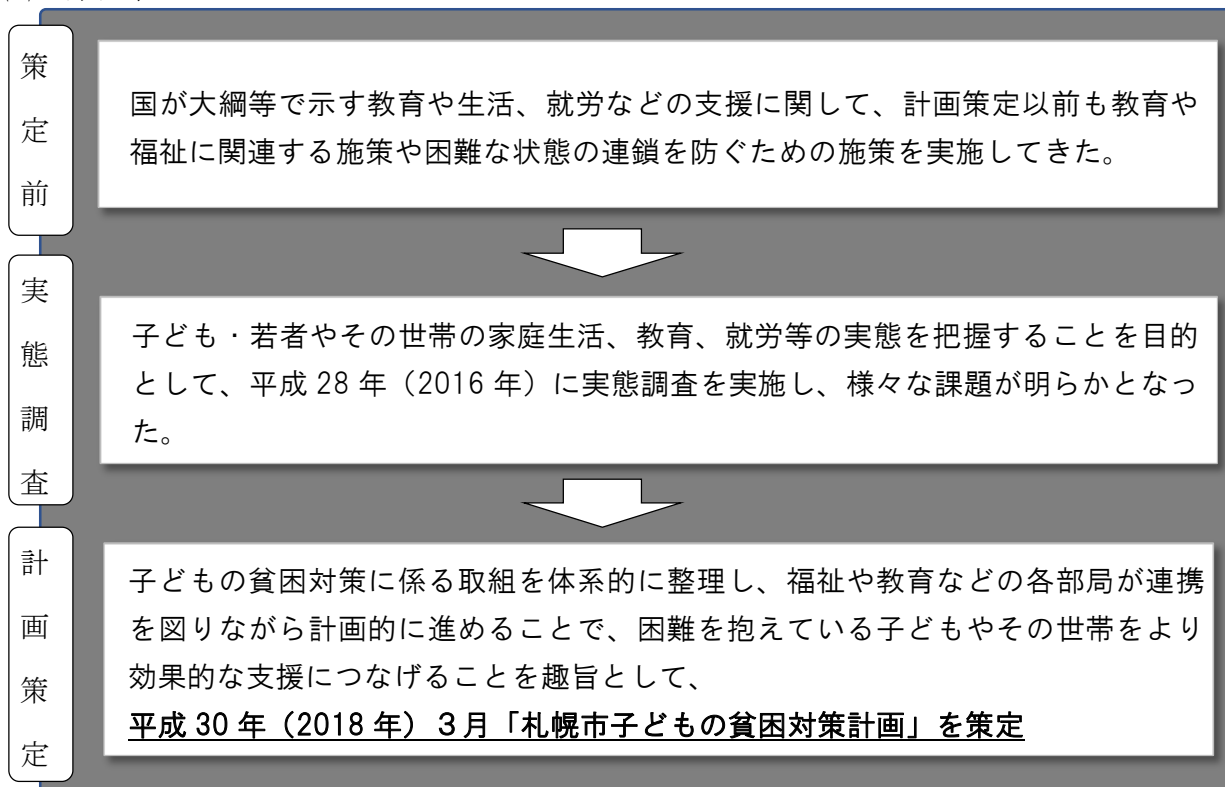 策定前
国が大綱等で示す教育や生活、就労などの支援に関して、計画策定以前も教育や
福祉に関連する施策や困難な状態の連鎖を防ぐための施策を実施してきた。
実態調査
子ども・若者やその世帯の家庭生活、教育、就労等の実態を把握することを目的
として、平成 28 年（2016 年）に実態調査を実施し、様々な課題が明らかとなっ
た。
計画策定
子どもの貧困対策に係る取組を体系的に整理し、福祉や教育などの各部局が連携
を図りながら計画的に進めることで、困難を抱えている子どもやその世帯をより
効果的な支援につなげることを趣旨として、
平成 30 年（2018 年）３月「札幌市子どもの貧困対策計画」を策定